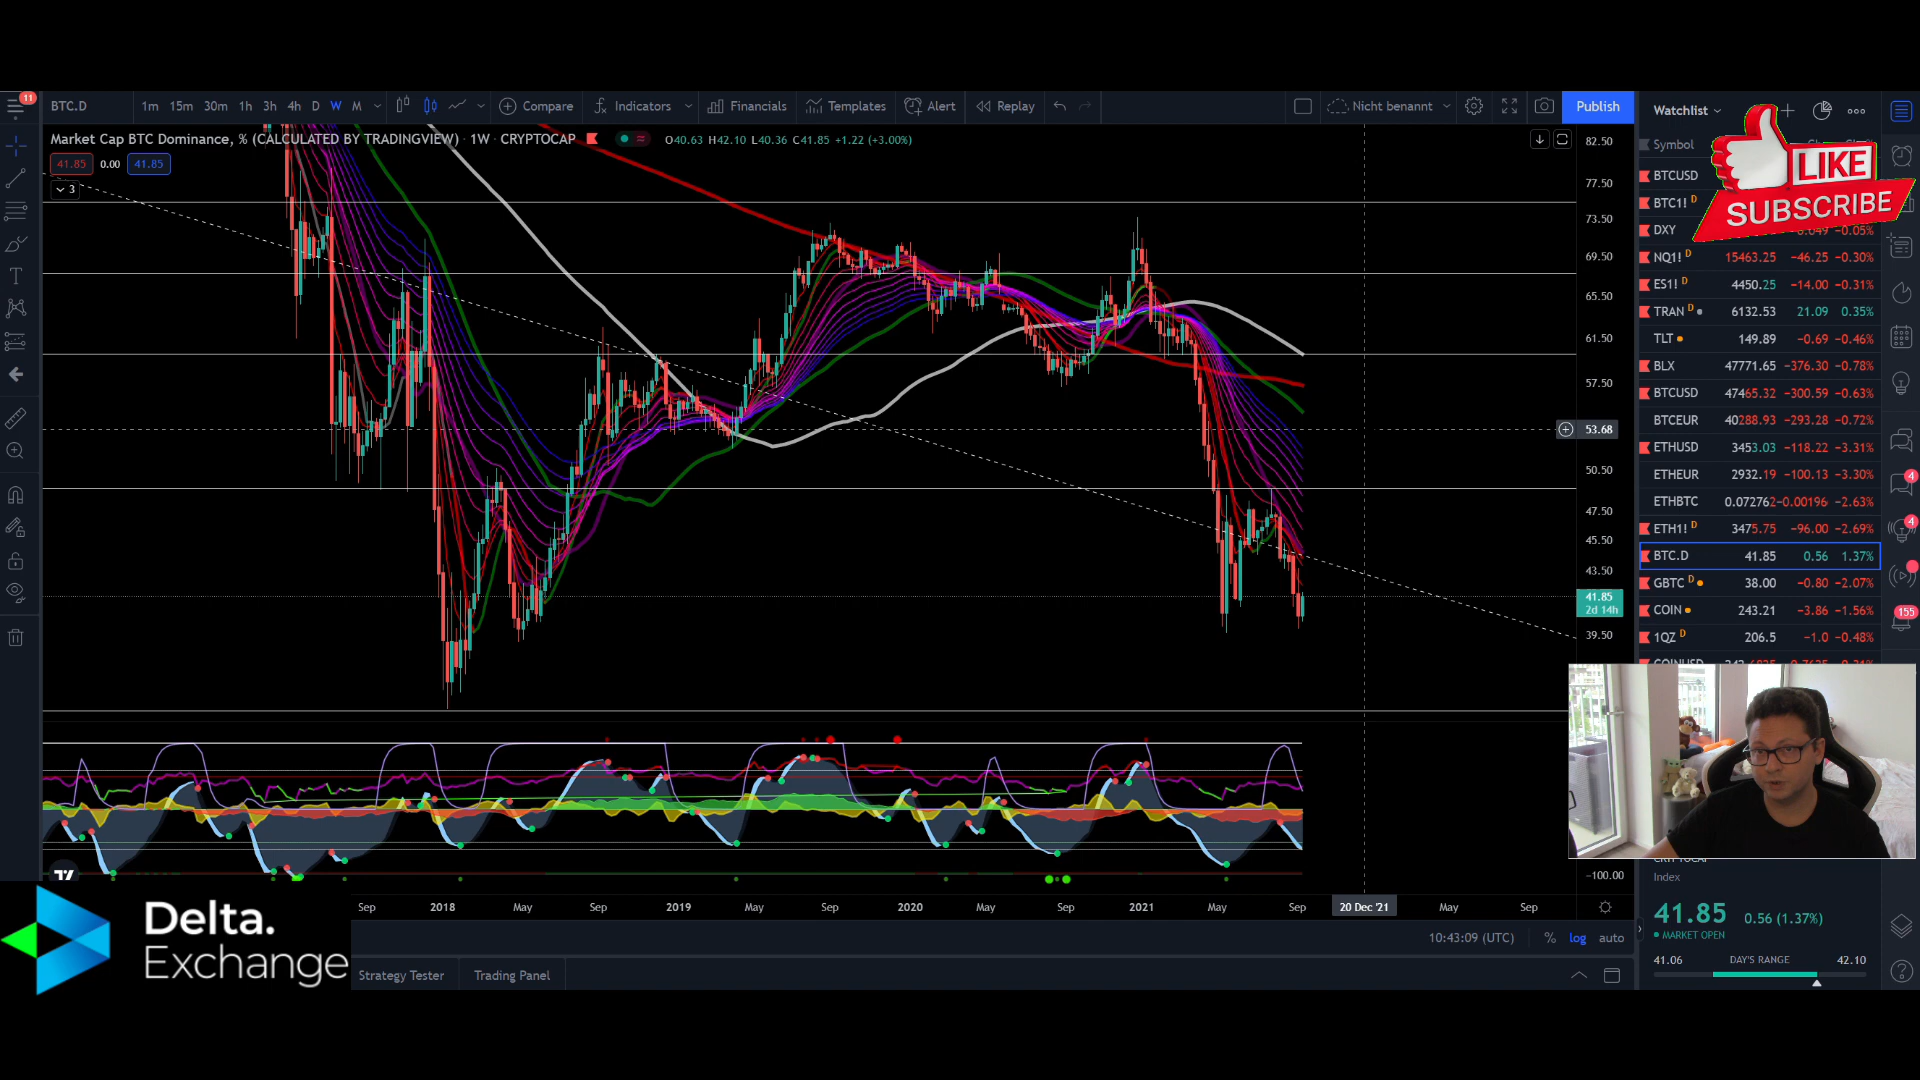 11
BTC.D
1m 15m 30m 1h 3h 4h D W M
Compare
Indicators
Financials
Templates
Alert
Replay
Nicht benannt
Publish
Watchlist
Market Cap BTC Dominance, % (CALCULATED BY TRADINGVIEW) · 1W · CRYPTOCAP
O40.63 H42.10 L40.36 C41.85 +1.22 (+3.00%)
41.85 0.00 41.85
3
82.50
77.50
73.50
69.50
65.50
61.50
57.50
53.68
50.50
47.50
45.50
43.50
41.85
2d 14h
39.50
-100.00
Symbol
LIKE
SUBSCRIBE
BTCUSD
BTC1! D
DXY -0.05%
NQ1! D 15463.25 -46.25 -0.30%
ES1! D 4450.25 -14.00 -0.31%
TRAN D 6132.53 21.09 0.35%
TLT 149.89 -0.69 -0.46%
BLX 47771.65 -376.30 -0.78%
BTCUSD 47465.32 -300.59 -0.63%
BTCEUR 40288.93 -293.28 -0.72%
ETHUSD 3453.03 -118.22 -3.31%
ETHEUR 2932.19 -100.13 -3.30%
ETHBTC 0.072762 -0.00196 -2.63%
ETH1! D 3475.75 -96.00 -2.69%
BTC.D 41.85 0.56 1.37%
GBTC D 38.00 -0.80 -2.07%
COIN 243.21 -3.86 -1.56%
1QZ D 206.5 -1.0 -0.48%
4
4
155
Index
41.85 0.56 (1.37%)
MARKET OPEN
41.06 DAY'S RANGE 42.10
Sep 2018 May Sep 2019 May Sep 2020 May Sep 2021 May Sep 20 Dec '21 May Sep
10:43:09 (UTC) % log auto
Delta.
Exchange
Strategy Tester
Trading Panel